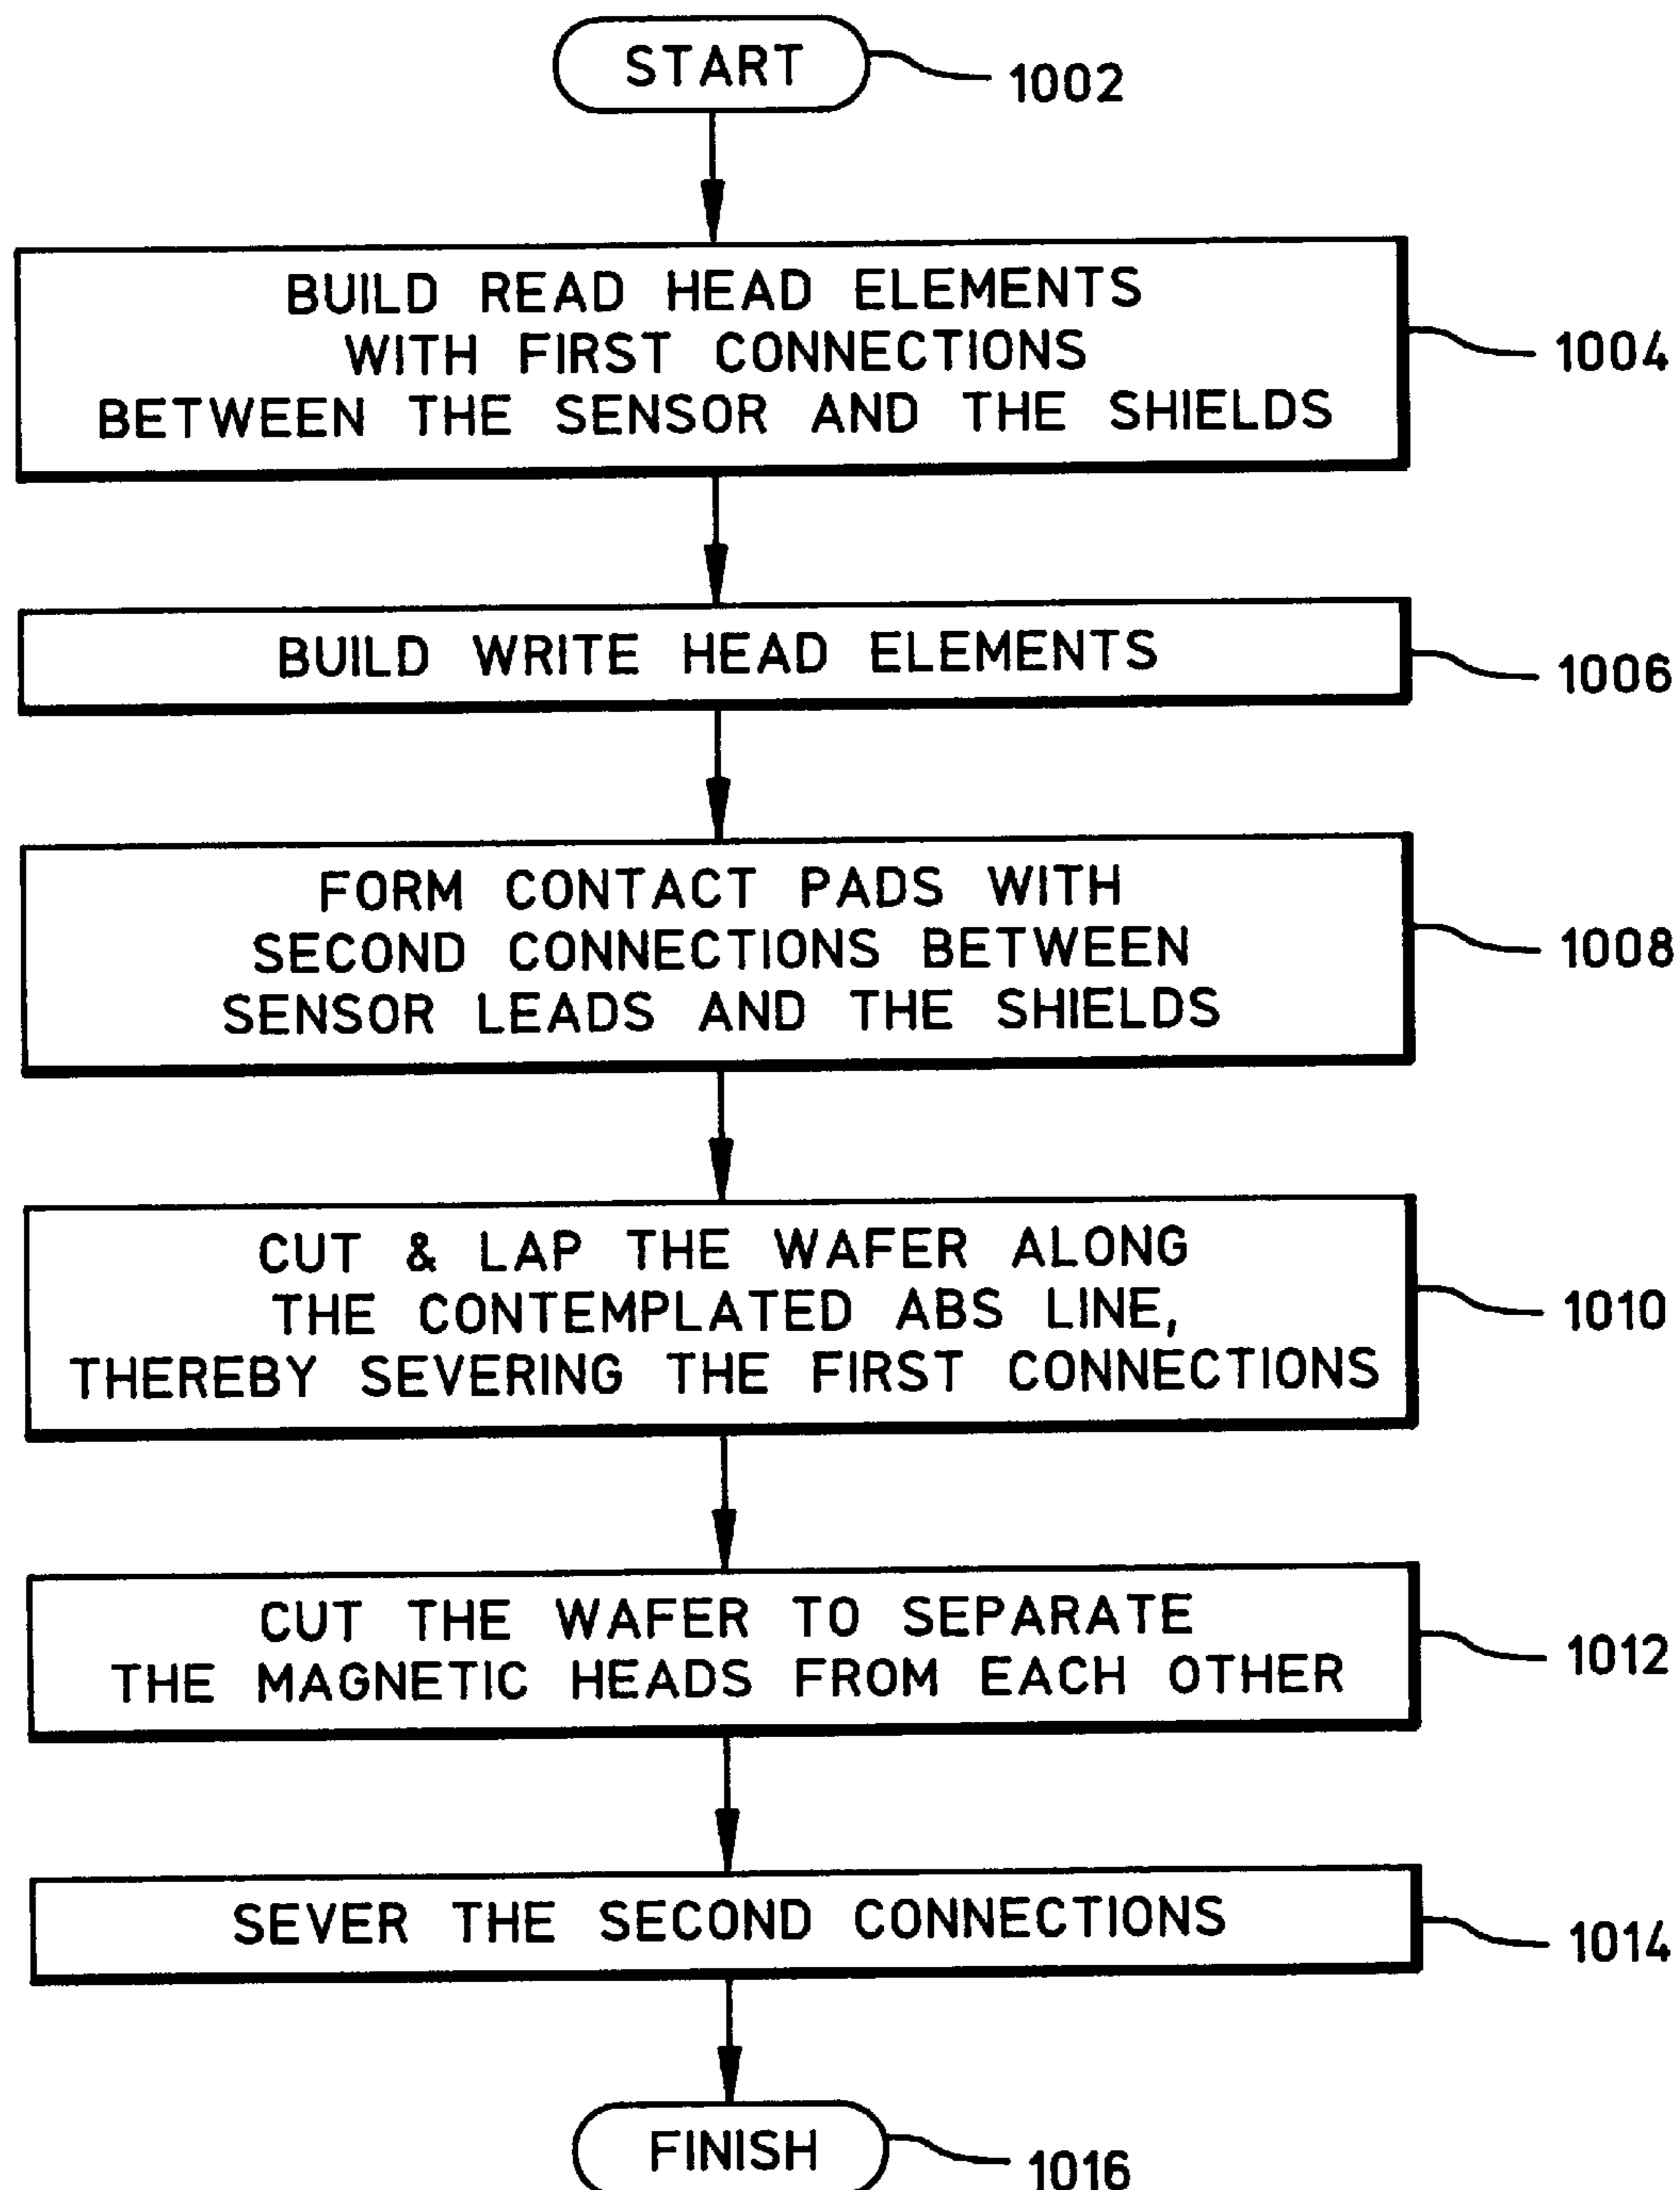 START
1002
BUILD READ HEAD ELEMENTS
WITH FIRST CONNECTIONS
BETWEEN THE SENSOR AND THE SHIELDS
1004
BUILD WRITE HEAD ELEMENTS
1006
FORM CONTACT PADS WITH
SECOND CONNECTIONS BETWEEN
SENSOR LEADS AND THE SHIELDS
1008
CUT & LAP THE WAFER ALONG
THE CONTEMPLATED ABS LINE,
THEREBY SEVERING THE FIRST CONNECTIONS
1010
CUT THE WAFER TO SEPARATE
THE MAGNETIC HEADS FROM EACH OTHER
1012
SEVER THE SECOND CONNECTIONS
1014
FINISH
1016